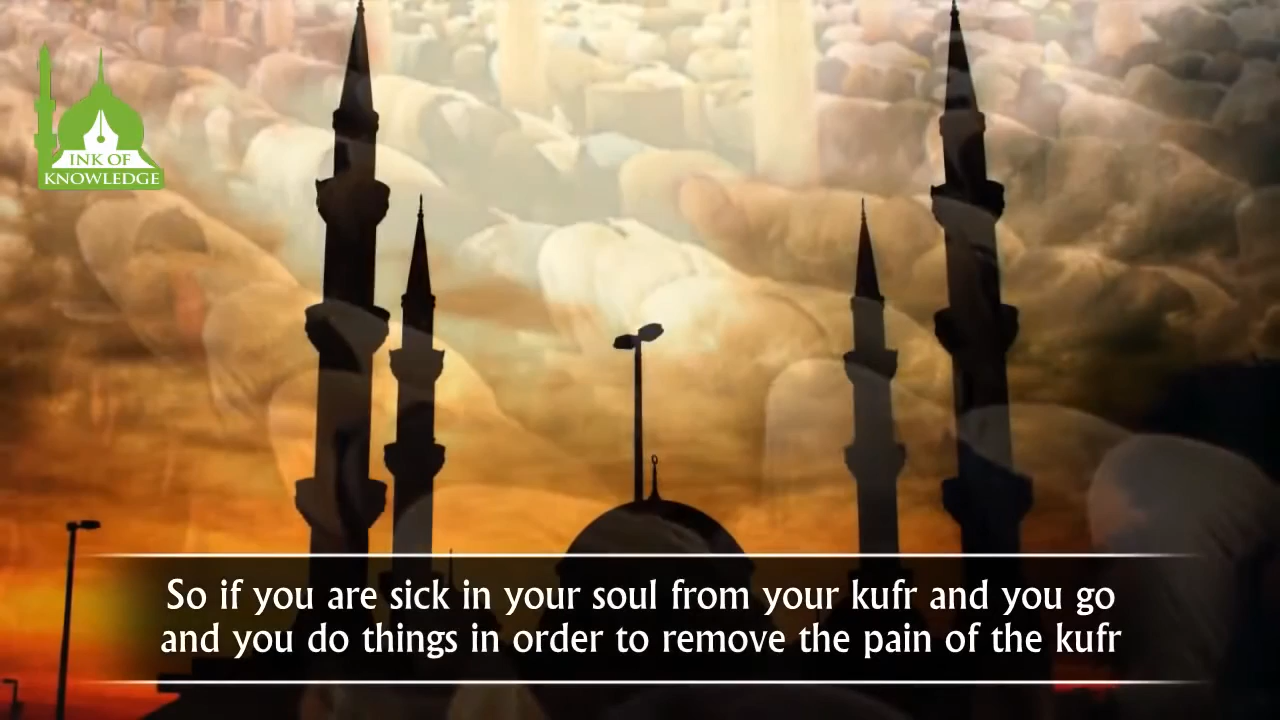 INK OF
KNOWLEDGE
So if you are sick in your soul from your kufr and you go
and you do things in order to remove the pain of the kufr